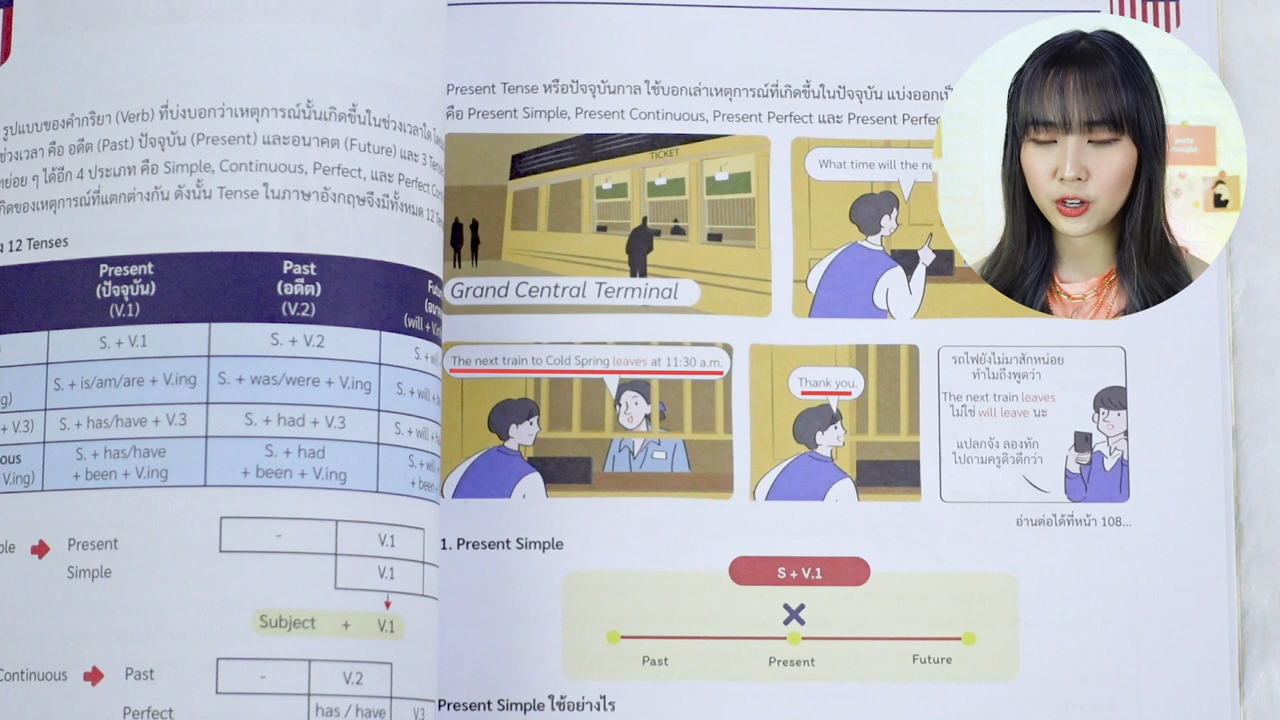 รูปแบบของคำกริยา (Verb) ที่บ่งบอกว่าเหตุการณ์นั้นเกิดขึ้นในช่วงเวลาใด
ช่วงเวลา คือ อดีต (Past) ปัจจุบัน (Present) และอนาคต (Future) และ 3
ย่อย ๆ ได้อีก 4 ประเภท คือ Simple, Continuous, Perfect, และ Perfect
เกิดของเหตุการณ์ที่แตกต่างกัน ดังนั้น Tense ในภาษาอังกฤษจึงมีทั้งหมด 12
12 Tenses
Present Past
(ปัจจุบัน) (อดีต)
(V.1) (V.2) (will +
S. + V.1 S. + V.2
S. + is/am/are + V.ing S. + was/were + V.ing
+ V.3) S. + has/have + V.3 S. + had + V.3
S. + has/have S. + had
V.ing) + been + V.ing + been + V.ing
Present - V.1
Simple V.1
Subject + V.1
Continuous Past - V.2
Perfect has / have V.3
Present Tense หรือปัจจุบันกาล ใช้บอกเล่าเหตุการณ์ที่เกิดขึ้นในปัจจุบัน
คือ Present Simple, Present Continuous, Present Perfect และ Present
TICKET
Grand Central Terminal
What time will the
The next train to Cold Spring leaves at 11:30 a.m.
Thank you.
รถไฟยังไม่มาสักหน่อย
ทำไมถึงพูดว่า
The next train leaves
ไม่ใช่ will leave นะ
แปลกจัง ลองทัก
ไปถามครูดิวดีกว่า
อ่านต่อได้ที่หน้า 108...
1. Present Simple
S + V.1
Past Present Future
Present Simple ใช้อย่างไร